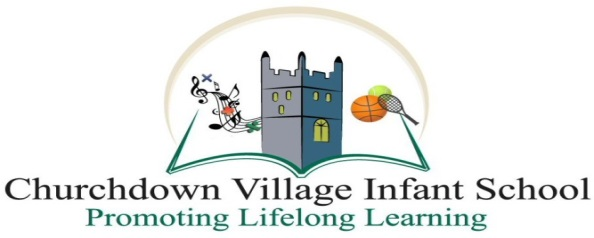 Churchdown Village Infant School
Promoting Lifelong Learning